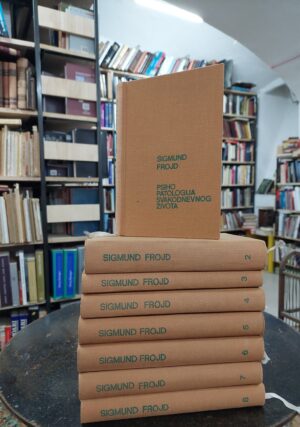 SIGMUND
FROJD
PSIHO
PATOLOGIJA
SVAKODNEVNOG
ŽIVOTA
SIGMUND FROJD 2
SIGMUND FROJD 3
SIGMUND FROJD 4
SIGMUND FROJD 5
SIGMUND FROJD 6
SIGMUND FROJD 7
SIGMUND FROJD 8